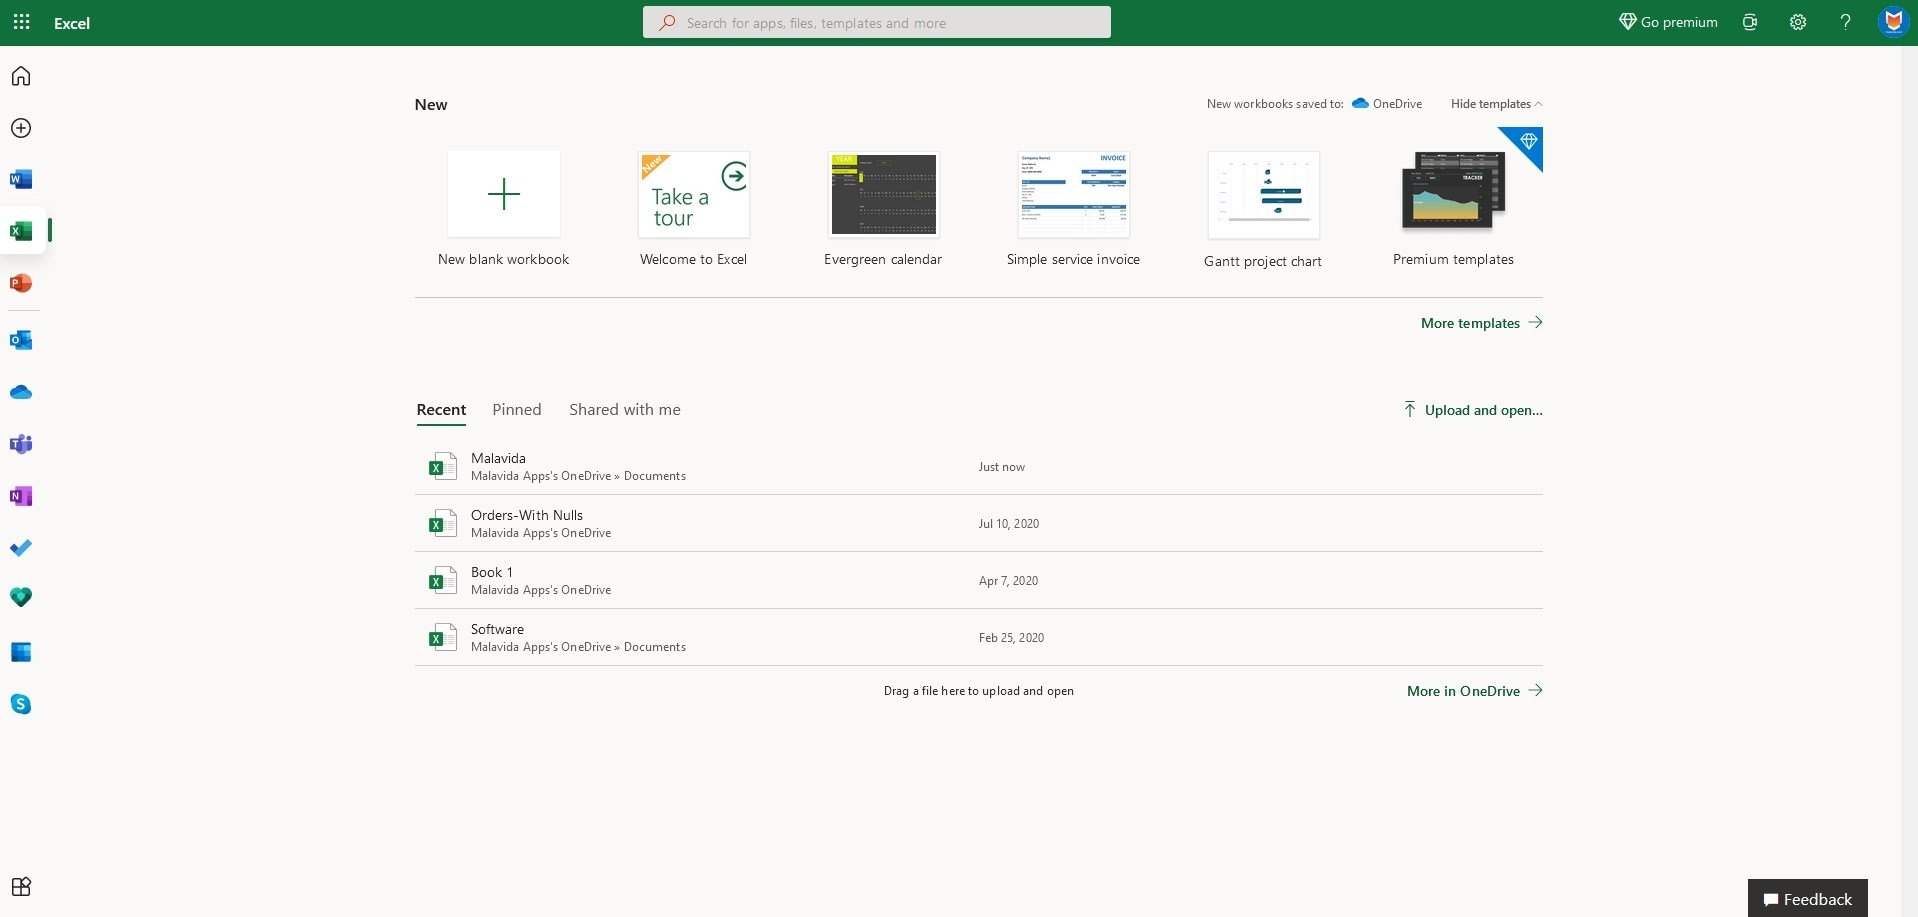 Excel
Search for apps, files, templates and more
Go premium
New
New workbooks saved to: OneDrive
Hide templates
New
Take a
tour
YEAR
Company Name
INVOICE
TRACKER
New blank workbook
Welcome to Excel
Evergreen calendar
Simple service invoice
Gantt project chart
Premium templates
More templates
Recent
Pinned
Shared with me
Upload and open...
Malavida
Malavida Apps's OneDrive » Documents
Just now
Orders-With Nulls
Malavida Apps's OneDrive
Jul 10, 2020
Book 1
Malavida Apps's OneDrive
Apr 7, 2020
Software
Malavida Apps's OneDrive » Documents
Feb 25, 2020
Drag a file here to upload and open
More in OneDrive
Feedback